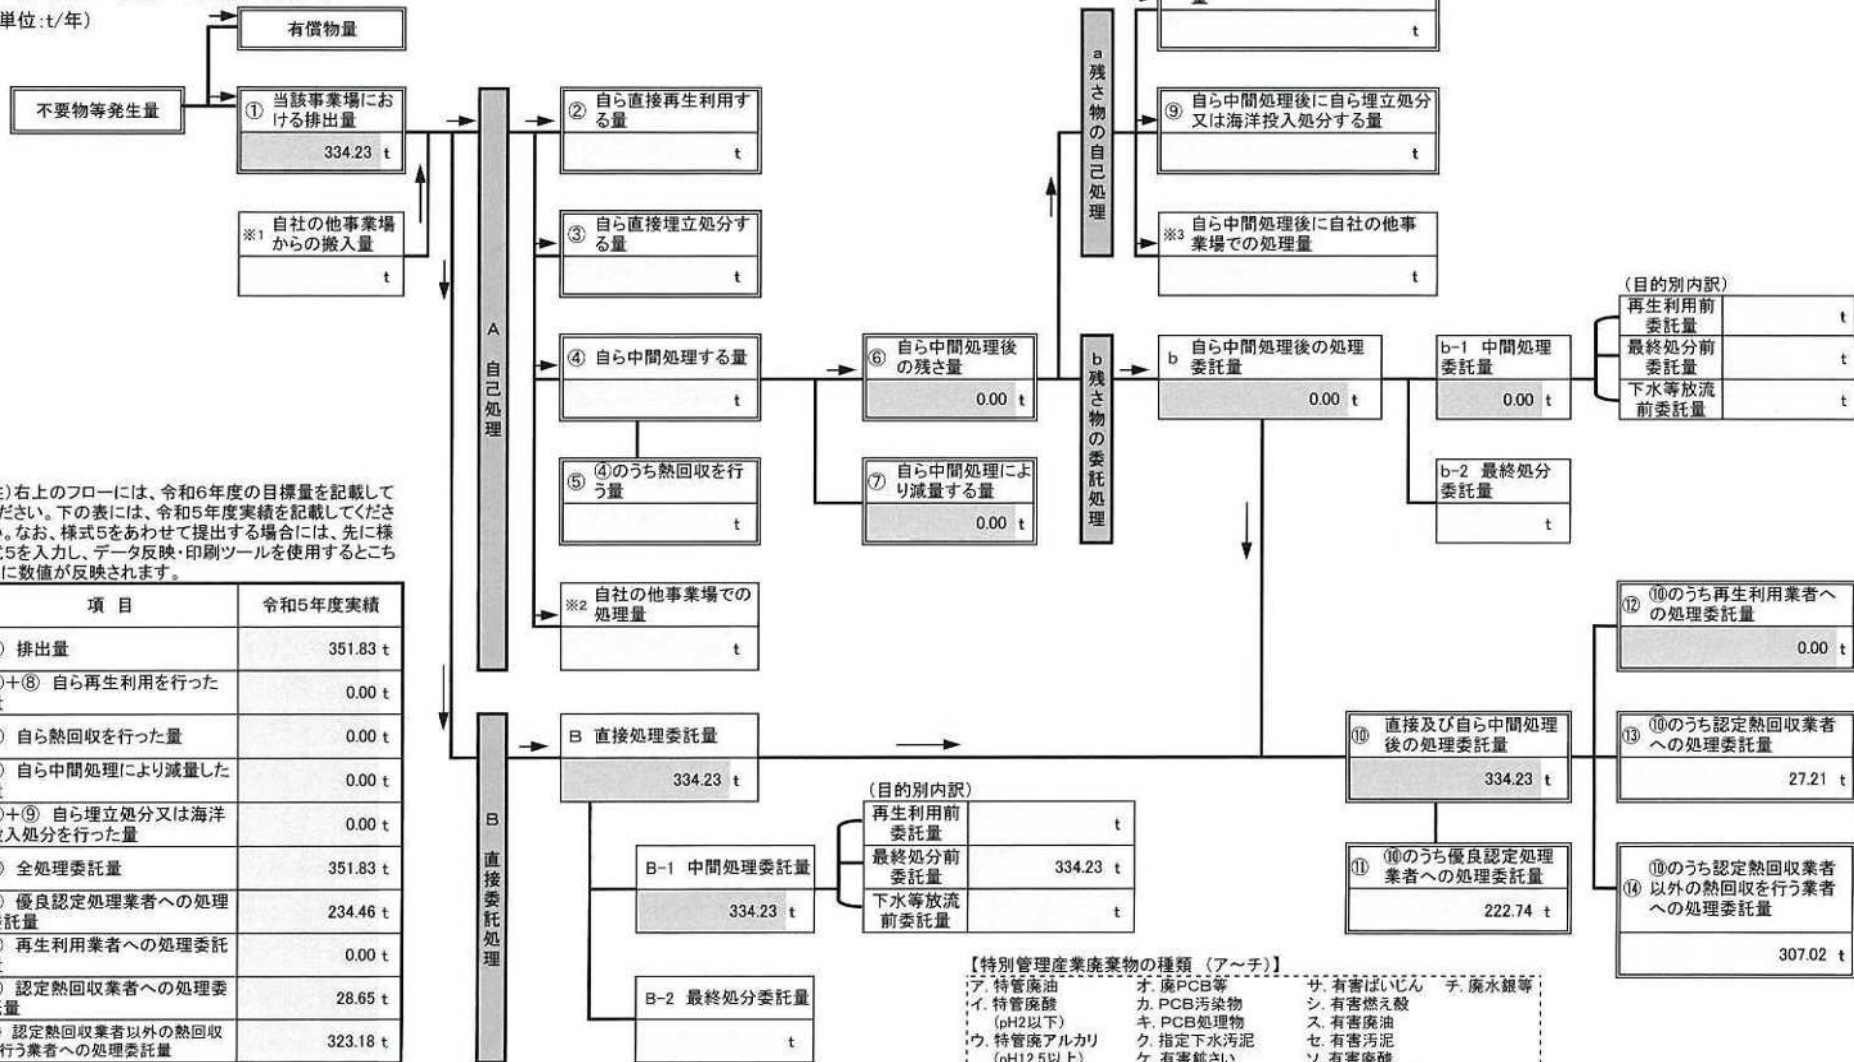 単位:t/年)
有償物量
不要物等発生量
① 当該事業場にお
ける排出量
334.23 t
※1 自社の他事業場
からの搬入量
t
A 自己処理
② 自ら直接再生利用す
る量
t
③ 自ら直接埋立処分す
る量
t
④ 自ら中間処理する量
t
⑤ ④のうち熱回収を行
う量
t
※2 自社の他事業場での
処理量
t
⑥ 自ら中間処理後
の残さ量
0.00 t
⑦ 自ら中間処理によ
り減量する量
0.00 t
a 残さ物の自己処理
量
t
⑨ 自ら中間処理後に自ら埋立処分
又は海洋投入処分する量
t
※3 自ら中間処理後に自社の他事
業場での処理量
t
b 残さ物の委託処理
b 自ら中間処理後の処理
委託量
0.00 t
b-1 中間処理
委託量
0.00 t
(目的別内訳)
再生利用前
委託量
t
最終処分前
委託量
t
下水等放流
前委託量
t
b-2 最終処分
委託量
t
)右上のフローには、令和6年度の目標量を記載して
ださい。下の表には、令和5年度実績を記載してくださ
。なお、様式5をあわせて提出する場合には、先に様
5を入力し、データ反映・印刷ツールを使用するとこち
に数値が反映されます。
項 目 令和5年度実績
) 排出量 351.83 t
)+⑧ 自ら再生利用を行った
0.00 t
) 自ら熱回収を行った量 0.00 t
) 自ら中間処理により減量した
0.00 t
)+⑨ 自ら埋立処分又は海洋
入処分を行った量 0.00 t
) 全処理委託量 351.83 t
) 優良認定処理業者への処理
託量 234.46 t
) 再生利用業者への処理委託
0.00 t
) 認定熱回収業者への処理委
量 28.65 t
認定熱回収業者以外の熱回収
行う業者への処理委託量 323.18 t
B 直接委託処理
B 直接処理委託量
334.23 t
B-1 中間処理委託量
334.23 t
(目的別内訳)
再生利用前
委託量
t
最終処分前
委託量
334.23 t
下水等放流
前委託量
t
B-2 最終処分委託量
t
⑩ 直接及び自ら中間処理
後の処理委託量
334.23 t
⑪ ⑩のうち優良認定処理
業者への処理委託量
222.74 t
⑫ ⑩のうち再生利用業者へ
の処理委託量
0.00 t
⑬ ⑩のうち認定熱回収業者
への処理委託量
27.21 t
⑭ ⑩のうち認定熱回収業者
以外の熱回収を行う業者
への処理委託量
307.02 t
【特別管理産業廃棄物の種類 (ア～チ)】
ア. 特管廃油 オ. 廃PCB等 サ. 有害ばいじん チ. 廃水銀等
イ. 特管廃酸 カ. PCB汚染物 シ. 有害燃え殻
(pH2以下) キ. PCB処理物 ス. 有害廃油
ウ. 特管廃アルカリ ク. 指定下水汚泥 セ. 有害汚泥
(pH12.5以上) ケ. 有害鉱さい ソ. 有害廃酸